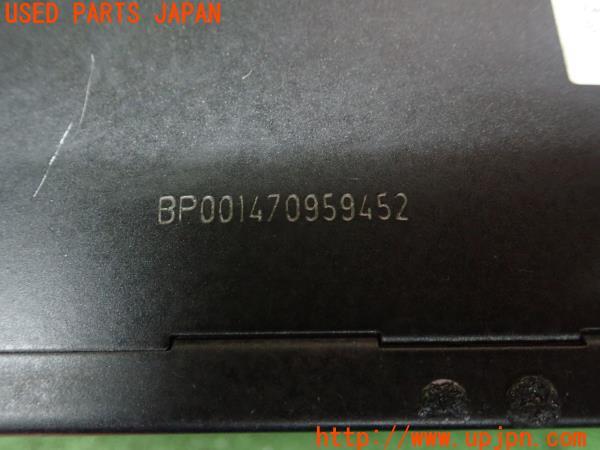 USED PARTS JAPAN
BP001470959452
http://www.upjpn.com